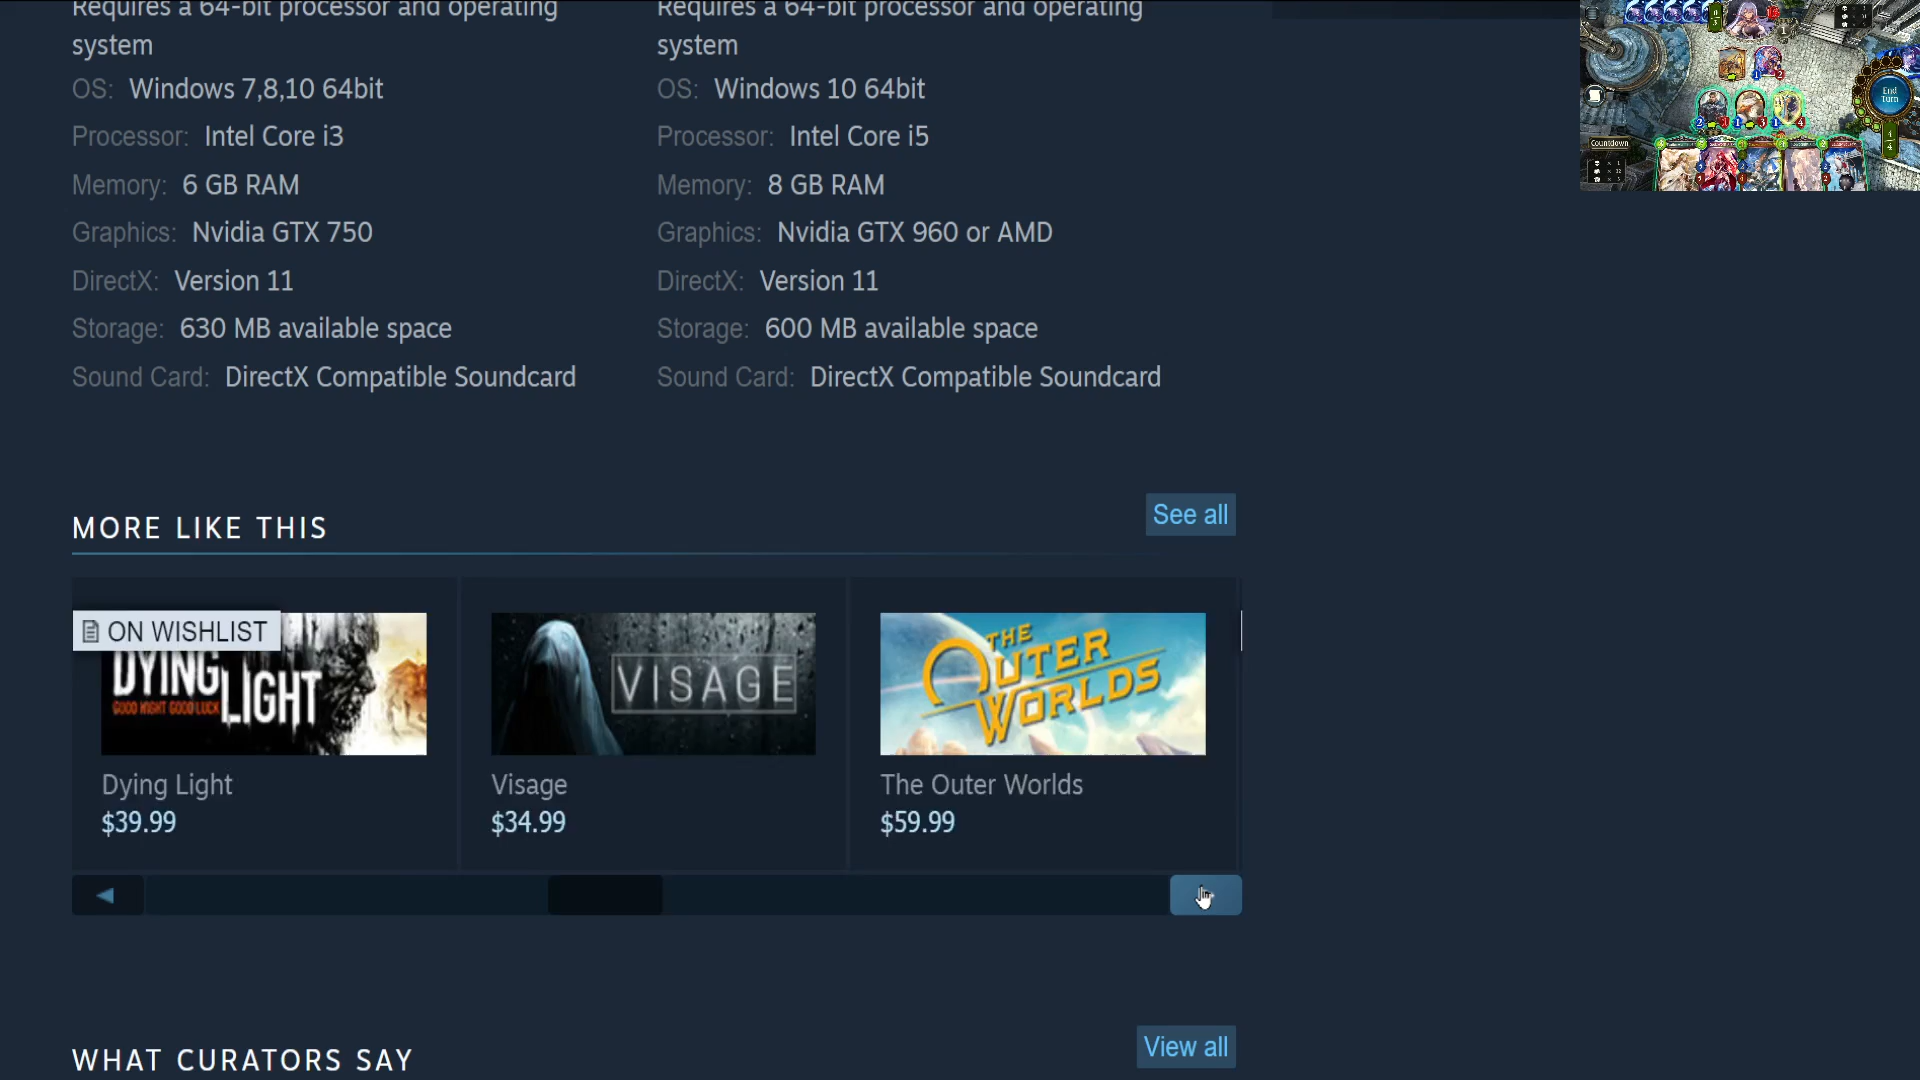 Requires a 64-bit processor and operating
system
OS: Windows 7,8,10 64bit
Processor: Intel Core i3
Memory: 6 GB RAM
Graphics: Nvidia GTX 750
DirectX: Version 11
Storage: 630 MB available space
Sound Card: DirectX Compatible Soundcard
Requires a 64-bit processor and operating
system
OS: Windows 10 64bit
Processor: Intel Core i5
Memory: 8 GB RAM
Graphics: Nvidia GTX 960 or AMD
DirectX: Version 11
Storage: 600 MB available space
Sound Card: DirectX Compatible Soundcard
End
Turn
Countdown
4
4
MORE LIKE THIS
See all
ON WISHLIST
DYING
LIGHT
GOOD NIGHT GOOD LUCK
Dying Light
$39.99
VISAGE
Visage
$34.99
THE
OUTER
WORLDS
The Outer Worlds
$59.99
WHAT CURATORS SAY
View all